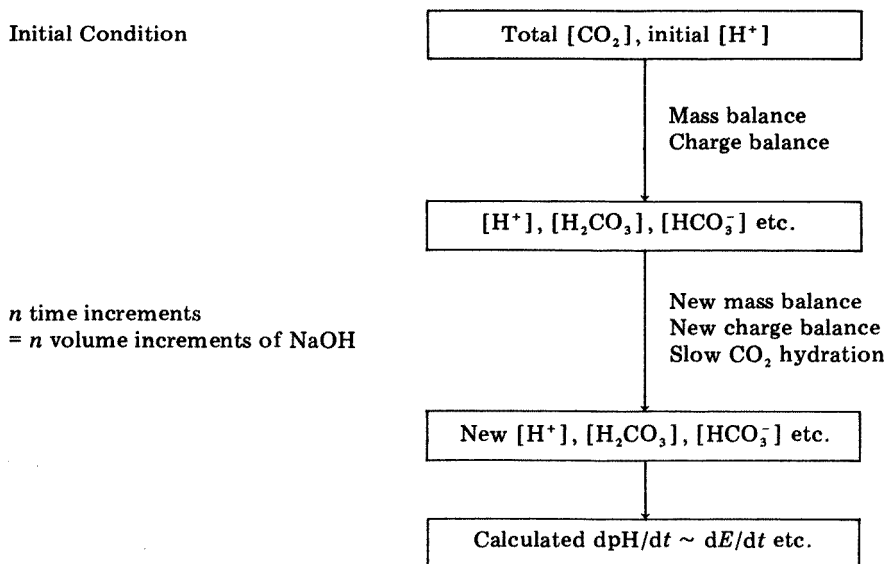 Initial Condition
Total [CO₂], initial [H⁺]
Mass balance
Charge balance
[H⁺], [H₂CO₃], [HCO₃⁻] etc.
n time increments
= n volume increments of NaOH
New mass balance
New charge balance
Slow CO₂ hydration
New [H⁺], [H₂CO₃], [HCO₃⁻] etc.
Calculated dpH/dt ~ dE/dt etc.